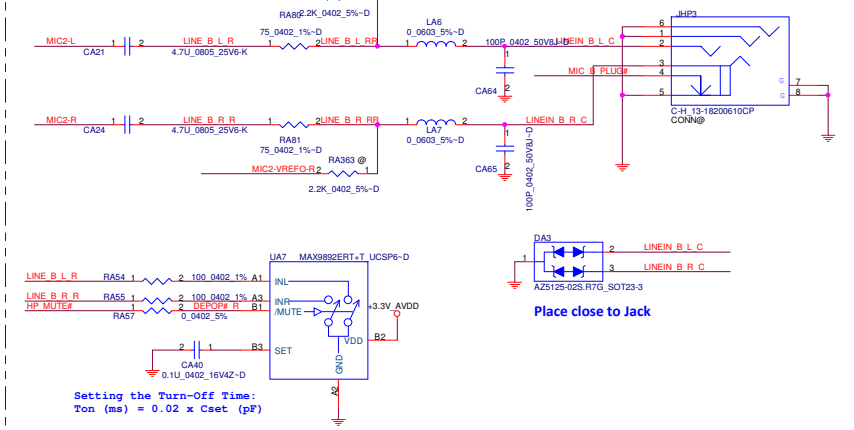 2.2K_0402_5%~D
RA80
75_0402_1%~D
MIC2-L
1
2
CA21
LINE_B_L_R
4.7U_0805_25V6-K
1
2
LINE_B_L_RR
LA6
1
2
0_0603_5%~D
100P_0402_50V8J~D
LINEIN_B_L_C
1
2
CA64
MIC_B_PLUG#
JHP3
6
1
2
3
4
5
G
G
7
8
C-H_13-18200610CP
CONN@
MIC2-R
1
2
CA24
LINE_B_R_R
4.7U_0805_25V6-K
1
2
LINE_B_R_RR
RA81
75_0402_1%~D
1
2
LA7
0_0603_5%~D
LINEIN_B_R_C
1
2
CA65
100P_0402_50V8J~D
MIC2-VREFO-R
2
1
RA363 @
2.2K_0402_5%~D
DA3
1
2
3
LINEIN_B_L_C
LINEIN_B_R_C
AZ5125-02S.R7G_SOT23-3
Place close to Jack
UA7
MAX9892ERT+T_UCSP6~D
LINE_B_L_R
RA54
1
2
100_0402_1%
A1
INL
LINE_B_R_R
RA55
1
2
100_0402_1%
A3
INR
HP_MUTE#
1
2
DEPOP#_R
B1
/MUTE
RA57
0_0402_5%
+3.3V_AVDD
VDD
B2
2
1
B3
SET
CA40
0.1U_0402_16V4Z~D
GND
A2
Setting the Turn-Off Time:
Ton (ms) = 0.02 x Cset (pF)